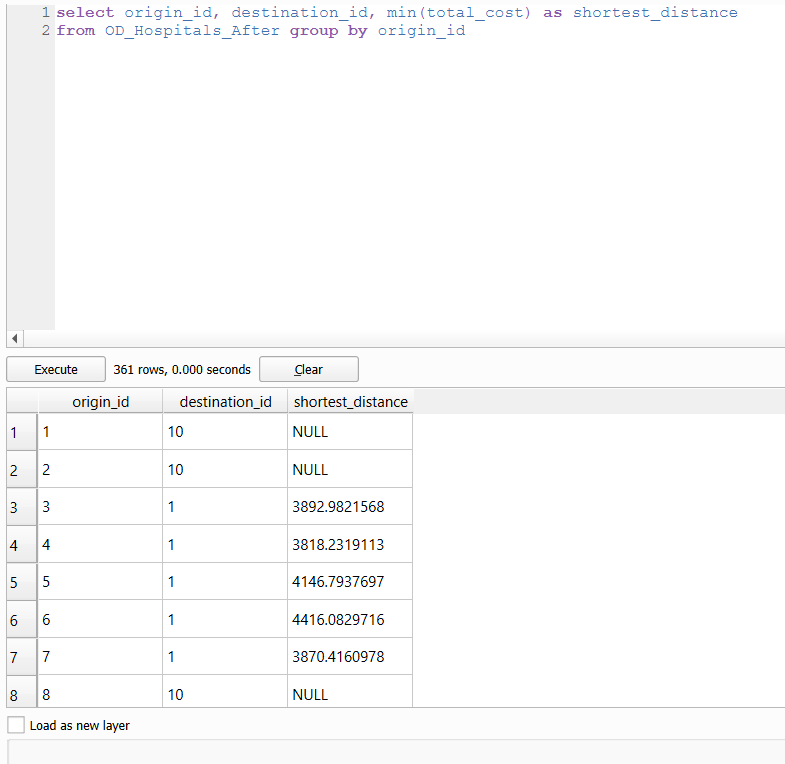 1 select origin_id, destination_id, min(total_cost) as shortest_distance
2 from OD_Hospitals_After group by origin_id
Execute 361 rows, 0.000 seconds Clear
origin_id destination_id shortest_distance
1 1 10 NULL
2 2 10 NULL
3 3 1 3892.9821568
4 4 1 3818.2319113
5 5 1 4146.7937697
6 6 1 4416.0829716
7 7 1 3870.4160978
8 8 10 NULL
Load as new layer